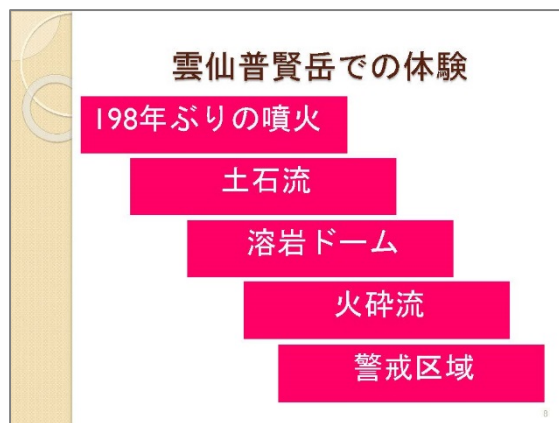 雲仙普賢岳での体験
198年ぶりの噴火
土石流
溶岩ドーム
火砕流
警戒区域
8